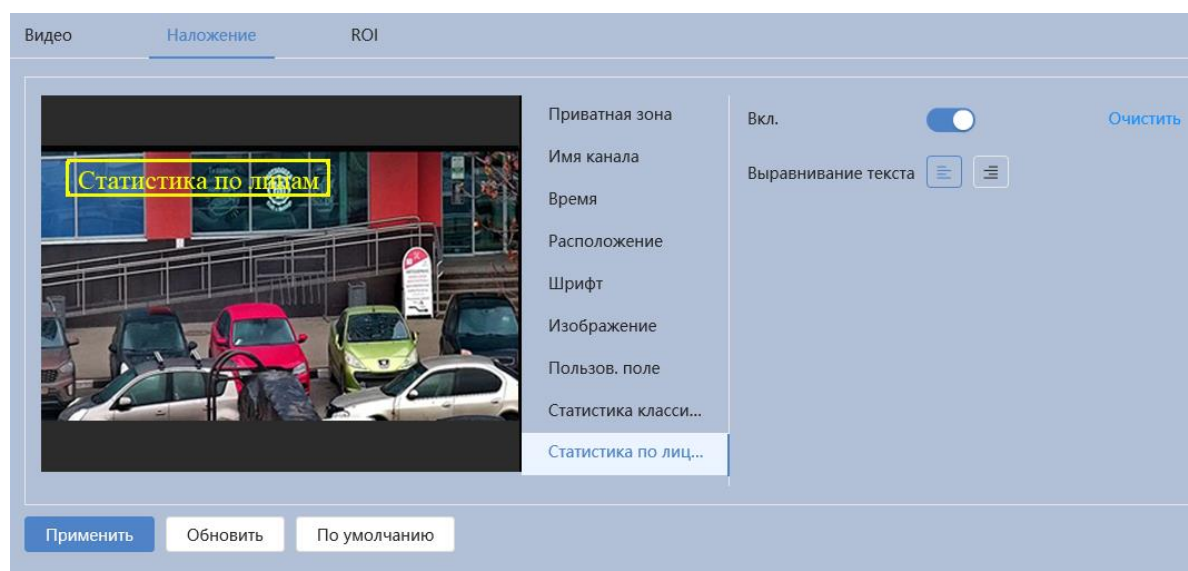 Видео
Наложение
ROI
Статистика по лицам
Приватная зона
Имя канала
Время
Расположение
Шрифт
Изображение
Пользов. поле
Статистика класси...
Статистика по лиц...
Вкл.
Очистить
Выравнивание текста
Применить
Обновить
По умолчанию